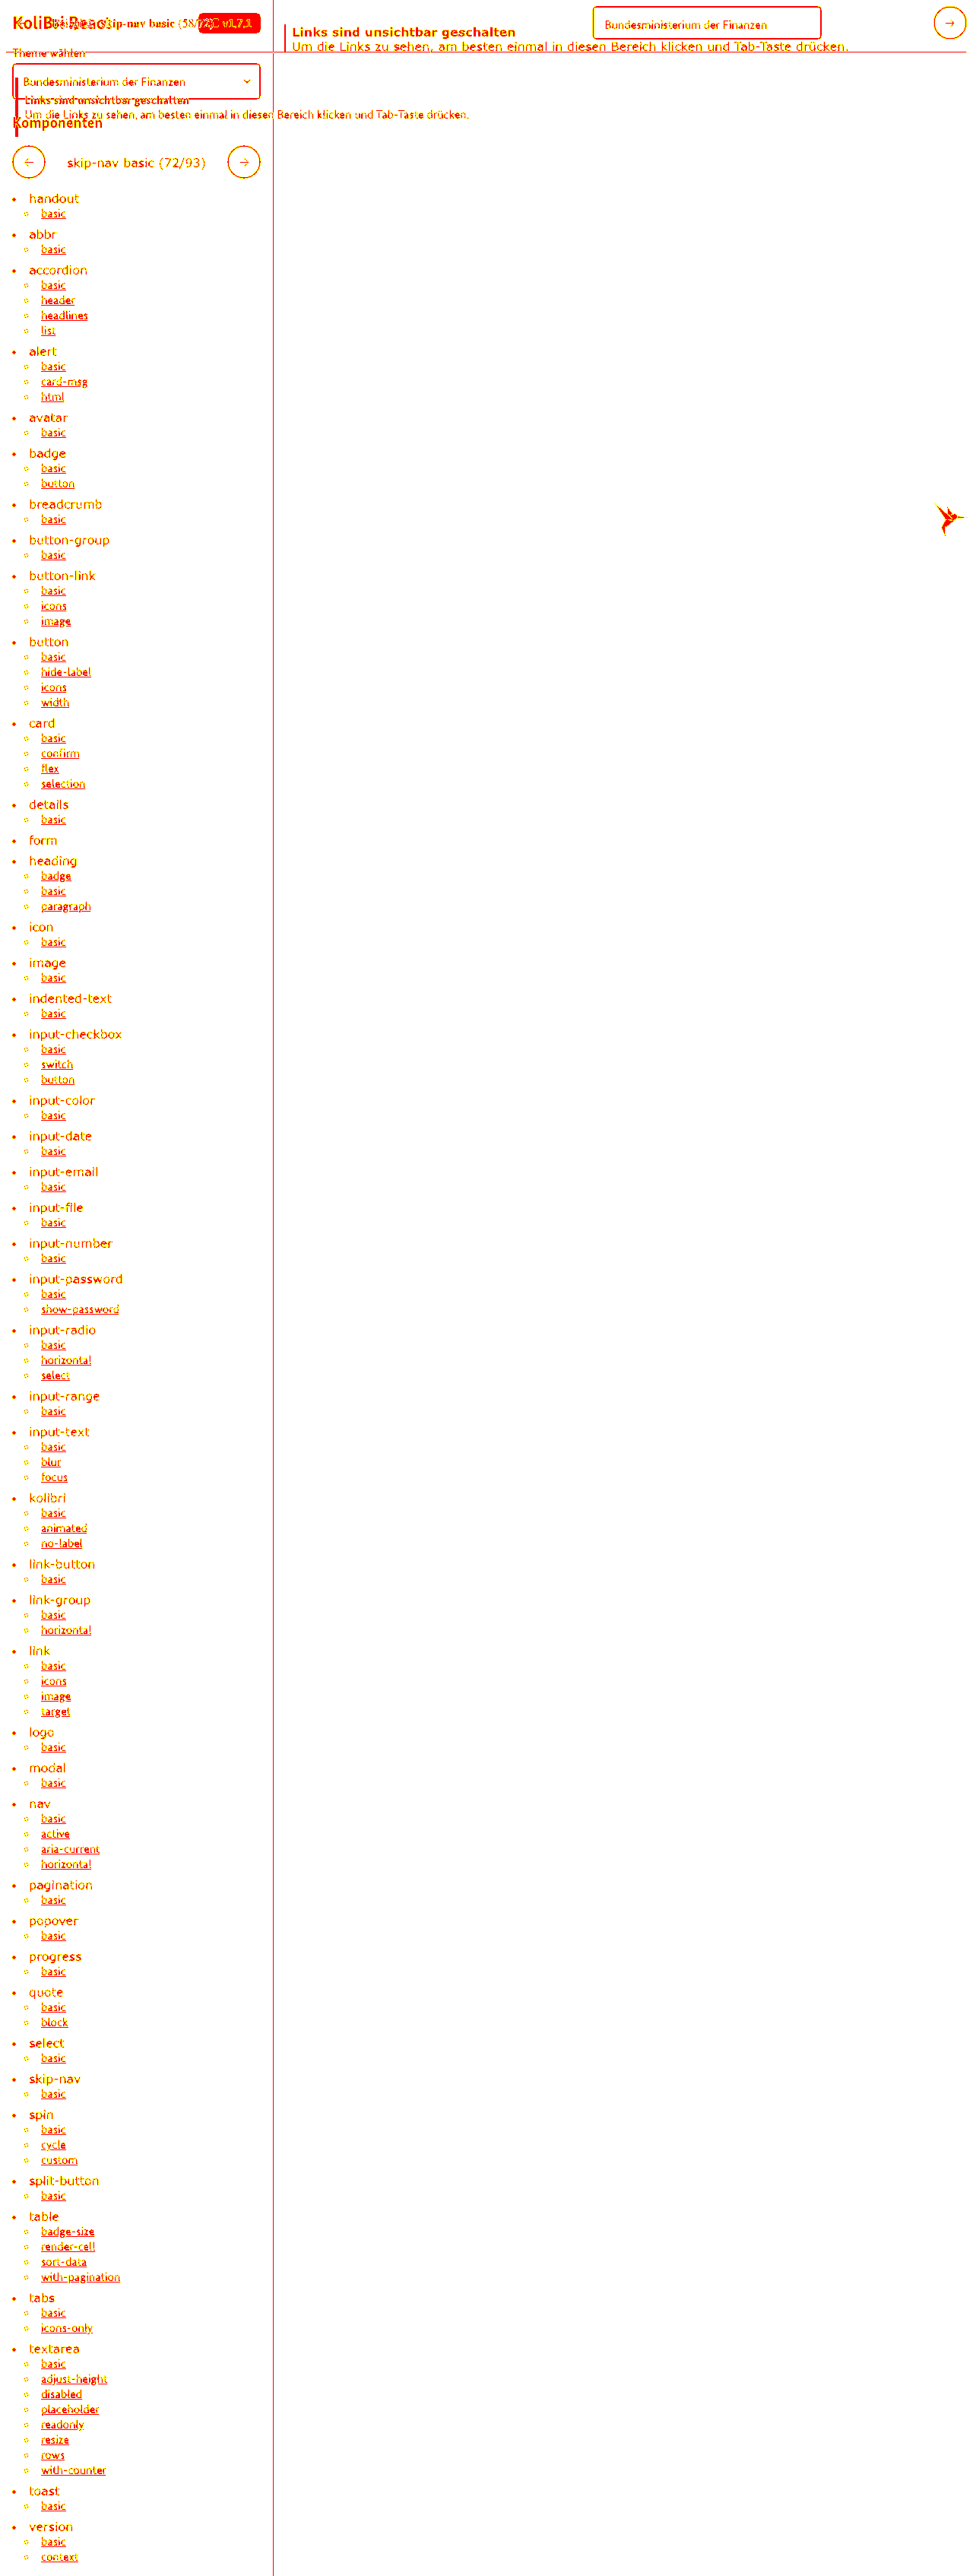 KoliBri React
skip-nav basic (58/72)
v1.7.1
Bundesministerium der Finanzen
Links sind unsichtbar geschalten
Um die Links zu sehen, am besten einmal in diesen Bereich klicken und Tab-Taste drücken.
Theme wählen
Bundesministerium der Finanzen
Links sind unsichtbar geschalten
Um die Links zu sehen, am besten einmal in diesen Bereich klicken und Tab-Taste drücken.
Komponenten
skip-nav basic (72/93)
handout
basic
abbr
basic
accordion
basic
header
headlines
list
alert
basic
card-msg
html
avatar
basic
badge
basic
button
breadcrumb
basic
button-group
basic
button-link
basic
icons
image
button
basic
hide-label
icons
width
card
basic
confirm
flex
selection
details
basic
form
heading
badge
basic
paragraph
icon
basic
image
basic
indented-text
basic
input-checkbox
basic
switch
button
input-color
basic
input-date
basic
input-email
basic
input-file
basic
input-number
basic
input-password
basic
show-password
input-radio
basic
horizontal
select
input-range
basic
input-text
basic
blur
focus
kolibri
basic
animated
no-label
link-button
basic
link-group
basic
horizontal
link
basic
icons
image
target
logo
basic
modal
basic
nav
basic
active
aria-current
horizontal
pagination
basic
popover
basic
progress
basic
quote
basic
block
select
basic
skip-nav
basic
spin
basic
cycle
custom
split-button
basic
table
badge-size
render-cell
sort-data
with-pagination
tabs
basic
icons-only
textarea
basic
adjust-height
disabled
placeholder
readonly
resize
rows
with-counter
toast
basic
version
basic
context